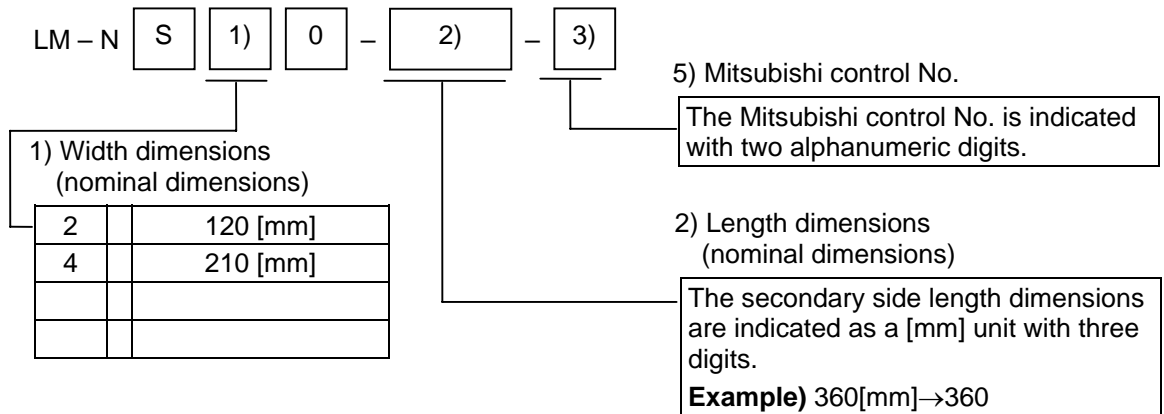 LM – N S 1) 0 – 2) – 3)
5) Mitsubishi control No.
The Mitsubishi control No. is indicated
with two alphanumeric digits.
1) Width dimensions
(nominal dimensions)
2 120 [mm]
4 210 [mm]
2) Length dimensions
(nominal dimensions)
The secondary side length dimensions
are indicated as a [mm] unit with three
digits.
Example) 360[mm]→360